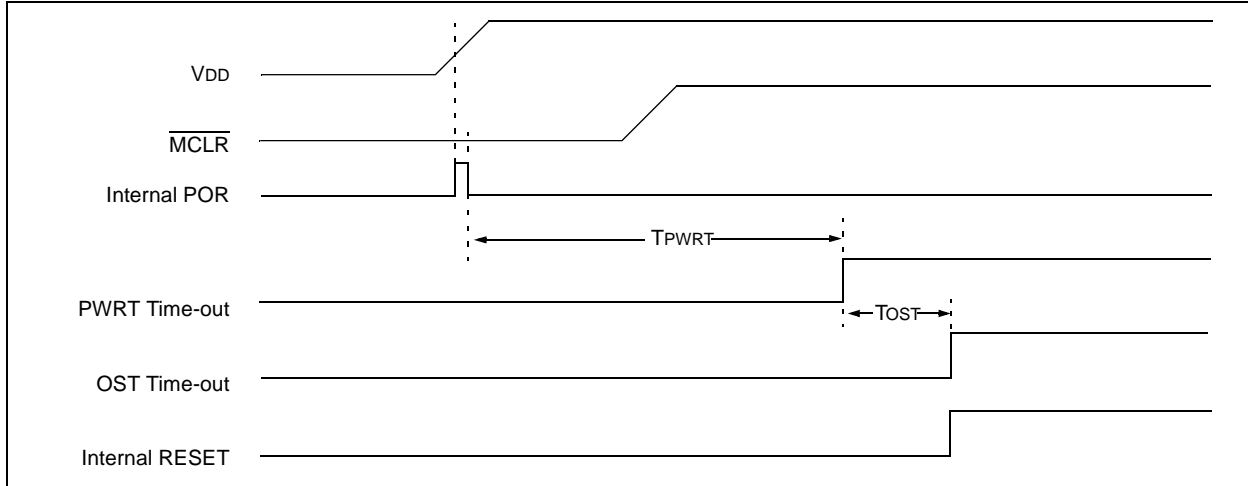 VDD
MCLR
Internal POR
TPWRT
PWRT Time-out
TOST
OST Time-out
Internal RESET